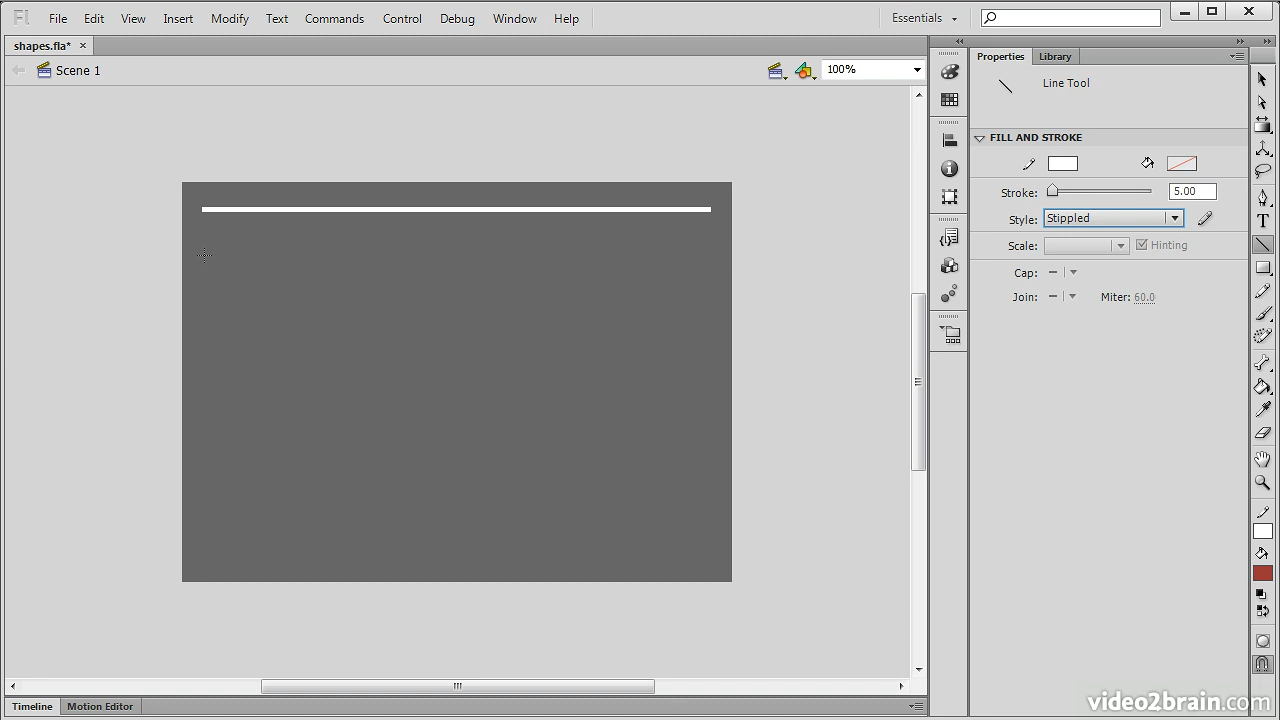 Fl File Edit View Insert Modify Text Commands Control Debug Window Help Essentials
shapes.fla* ×
Scene 1 100%
Properties Library
Line Tool
FILL AND STROKE
Stroke: 5.00
Style: Stippled
Scale: Hinting
Cap:
Join: Miter: 60.0
T
Timeline Motion Editor
video2brain.com